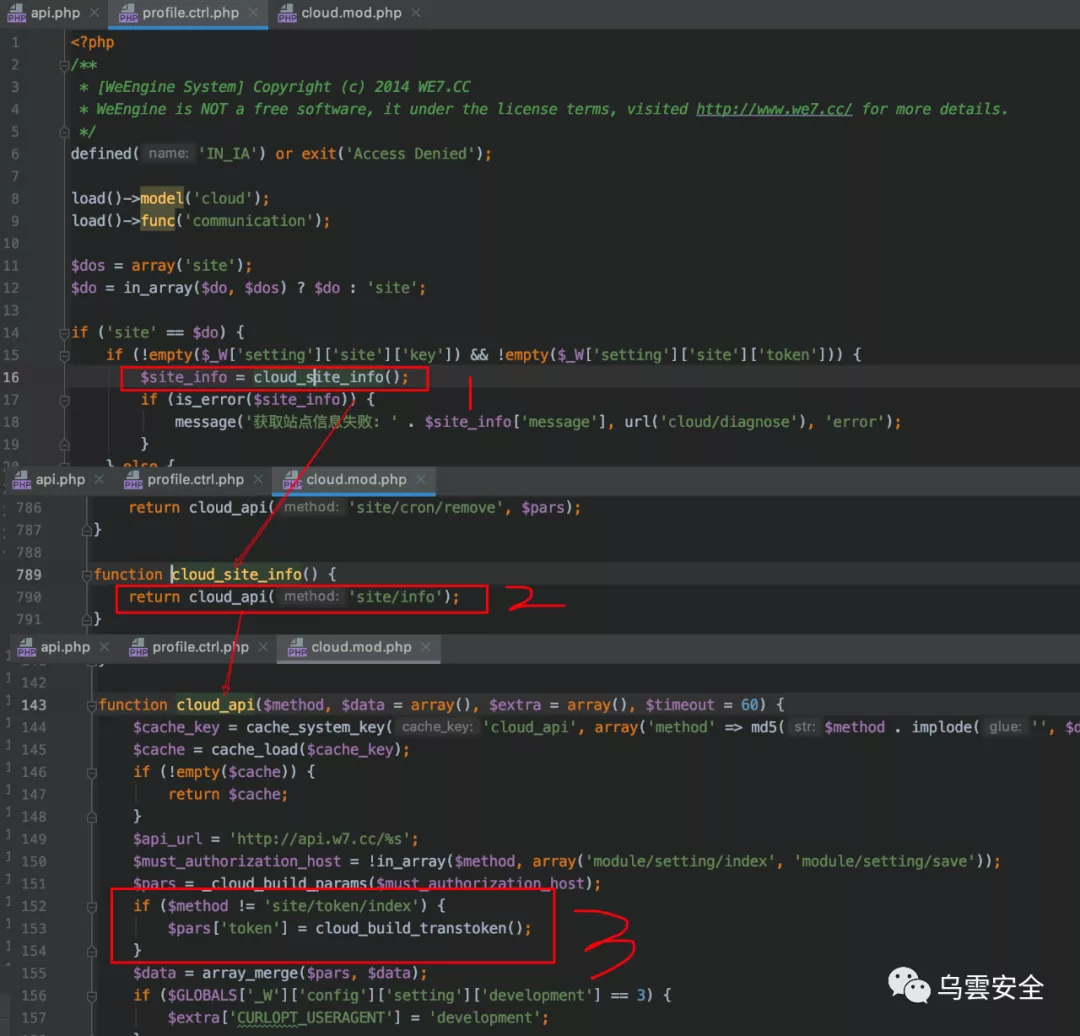 api.php profile.ctrl.php cloud.mod.php
1 <?php
2 /**
3 * [WeEngine System] Copyright (c) 2014 WE7.CC
4 * WeEngine is NOT a free software, it under the license terms, visited http://www.we7.cc/ for more details.
5 */
6 defined( name: 'IN_IA') or exit('Access Denied');
7
8 load()->model('cloud');
9 load()->func('communication');
10
11 $dos = array('site');
12 $do = in_array($do, $dos) ? $do : 'site';
13
14 if ('site' == $do) {
15 if (!empty($_W['setting']['site']['key']) && !empty($_W['setting']['site']['token'])) {
16 $site_info = cloud_site_info();
1
17 if (is_error($site_info)) {
18 message('获取站点信息失败: ' . $site_info['message'], url('cloud/diagnose'), 'error');
19 }
20 } else {
api.php profile.ctrl.php cloud.mod.php
786 return cloud_api( method: 'site/cron/remove', $pars);
787 }
788
789 function cloud_site_info() {
790 return cloud_api( method: 'site/info');
2
791 }
api.php profile.ctrl.php cloud.mod.php
142
143 function cloud_api($method, $data = array(), $extra = array(), $timeout = 60) {
144 $cache_key = cache_system_key( cache_key: 'cloud_api', array('method' => md5( str: $method . implode( glue: '',
145 $cache = cache_load($cache_key);
146 if (!empty($cache)) {
147 return $cache;
148 }
149 $api_url = 'http://api.w7.cc/%s';
150 $must_authorization_host = !in_array($method, array('module/setting/index', 'module/setting/save'));
151 $pars = _cloud_build_params($must_authorization_host);
152 if ($method != 'site/token/index') {
153 $pars['token'] = cloud_build_transtoken();
3
154 }
155 $data = array_merge($pars, $data);
156 if ($GLOBALS['_W']['config']['setting']['development'] == 3) {
157 $extra['CURLOPT_USERAGENT'] = 'development';
乌雲安全